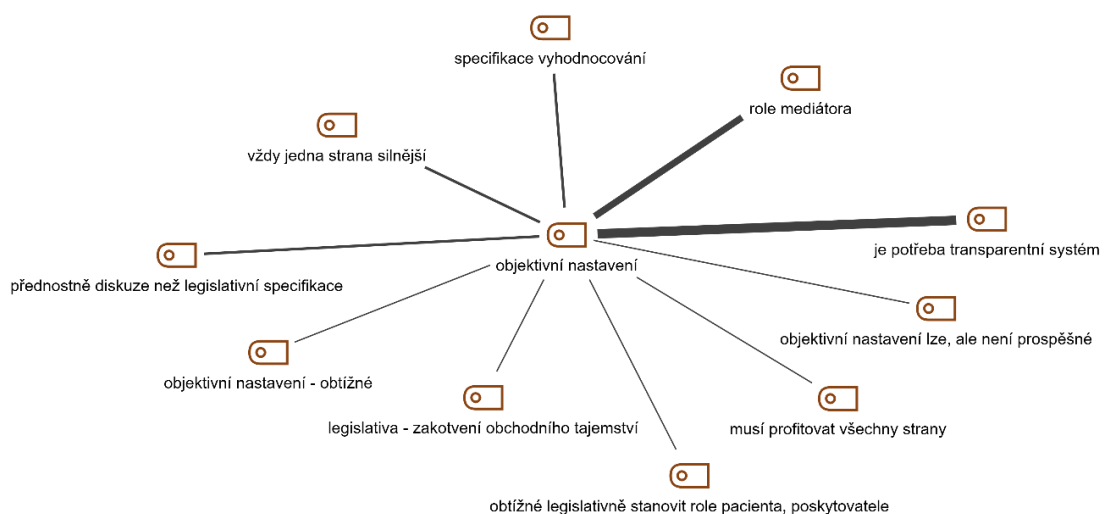 specifikace vyhodnocování
role mediátora
vždy jedna strana silnější
je potřeba transparentní systém
objektivní nastavení
přednostně diskuze než legislativní specifikace
objektivní nastavení lze, ale není prospěšné
objektivní nastavení - obtížné
legislativa - zakotvení obchodního tajemství
musí profitovat všechny strany
obtížné legislativně stanovit role pacienta, poskytovatele